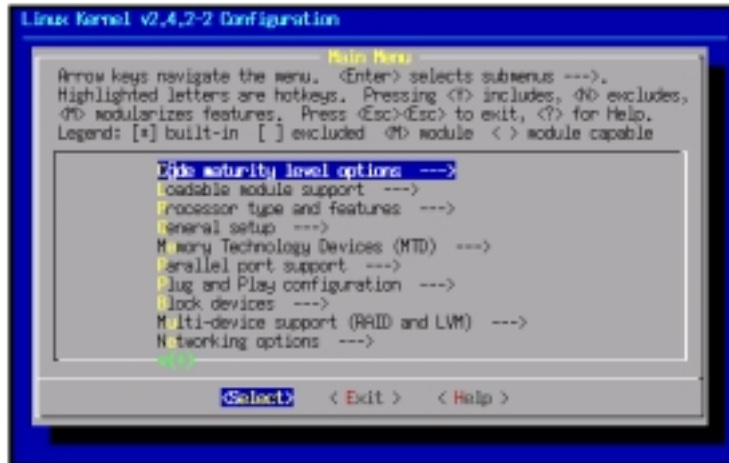 Linux Kernel v2.4.2-2 Configuration
Main Menu
Arrow keys navigate the menu. <Enter> selects submenus --->.
Highlighted letters are hotkeys. Pressing <Y> includes, <N> excludes,
<M> modularizes features. Press <Esc><Esc> to exit, <?> for Help.
Legend: [*] built-in [ ] excluded <M> module < > module capable
Code maturity level options --->
Loadable module support --->
Processor type and features --->
General setup --->
Memory Technology Devices (MTD) --->
Parallel port support --->
Plug and Play configuration --->
Block devices --->
Multi-device support (RAID and LVM) --->
Networking options --->
v(+)
<Select> < Exit > < Help >